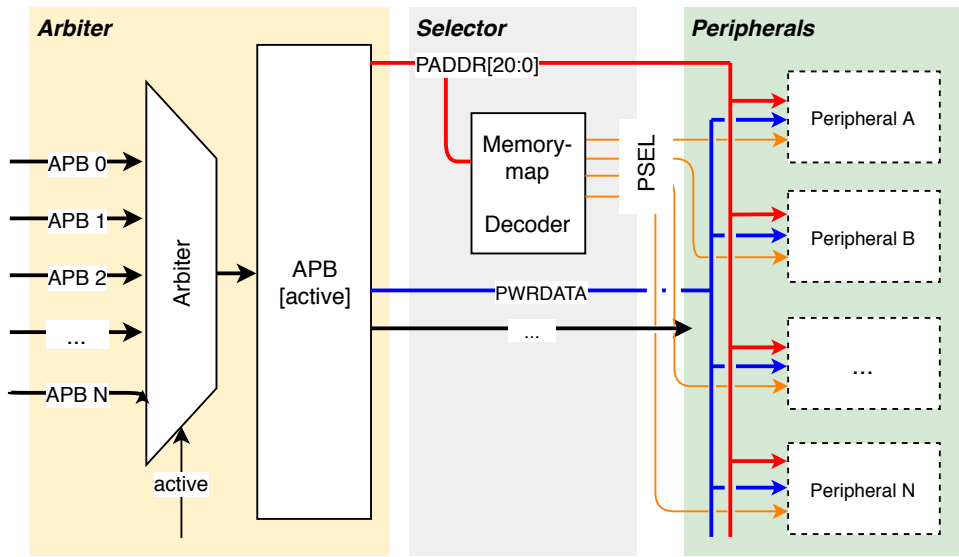 Arbiter
Selector
Peripherals
PADDR[20:0]
APB 0
APB 1
APB 2
...
APB N
Arbiter
active
APB
[active]
Memory-
map
Decoder
PSEL
PWRDATA
...
Peripheral A
Peripheral B
...
Peripheral N